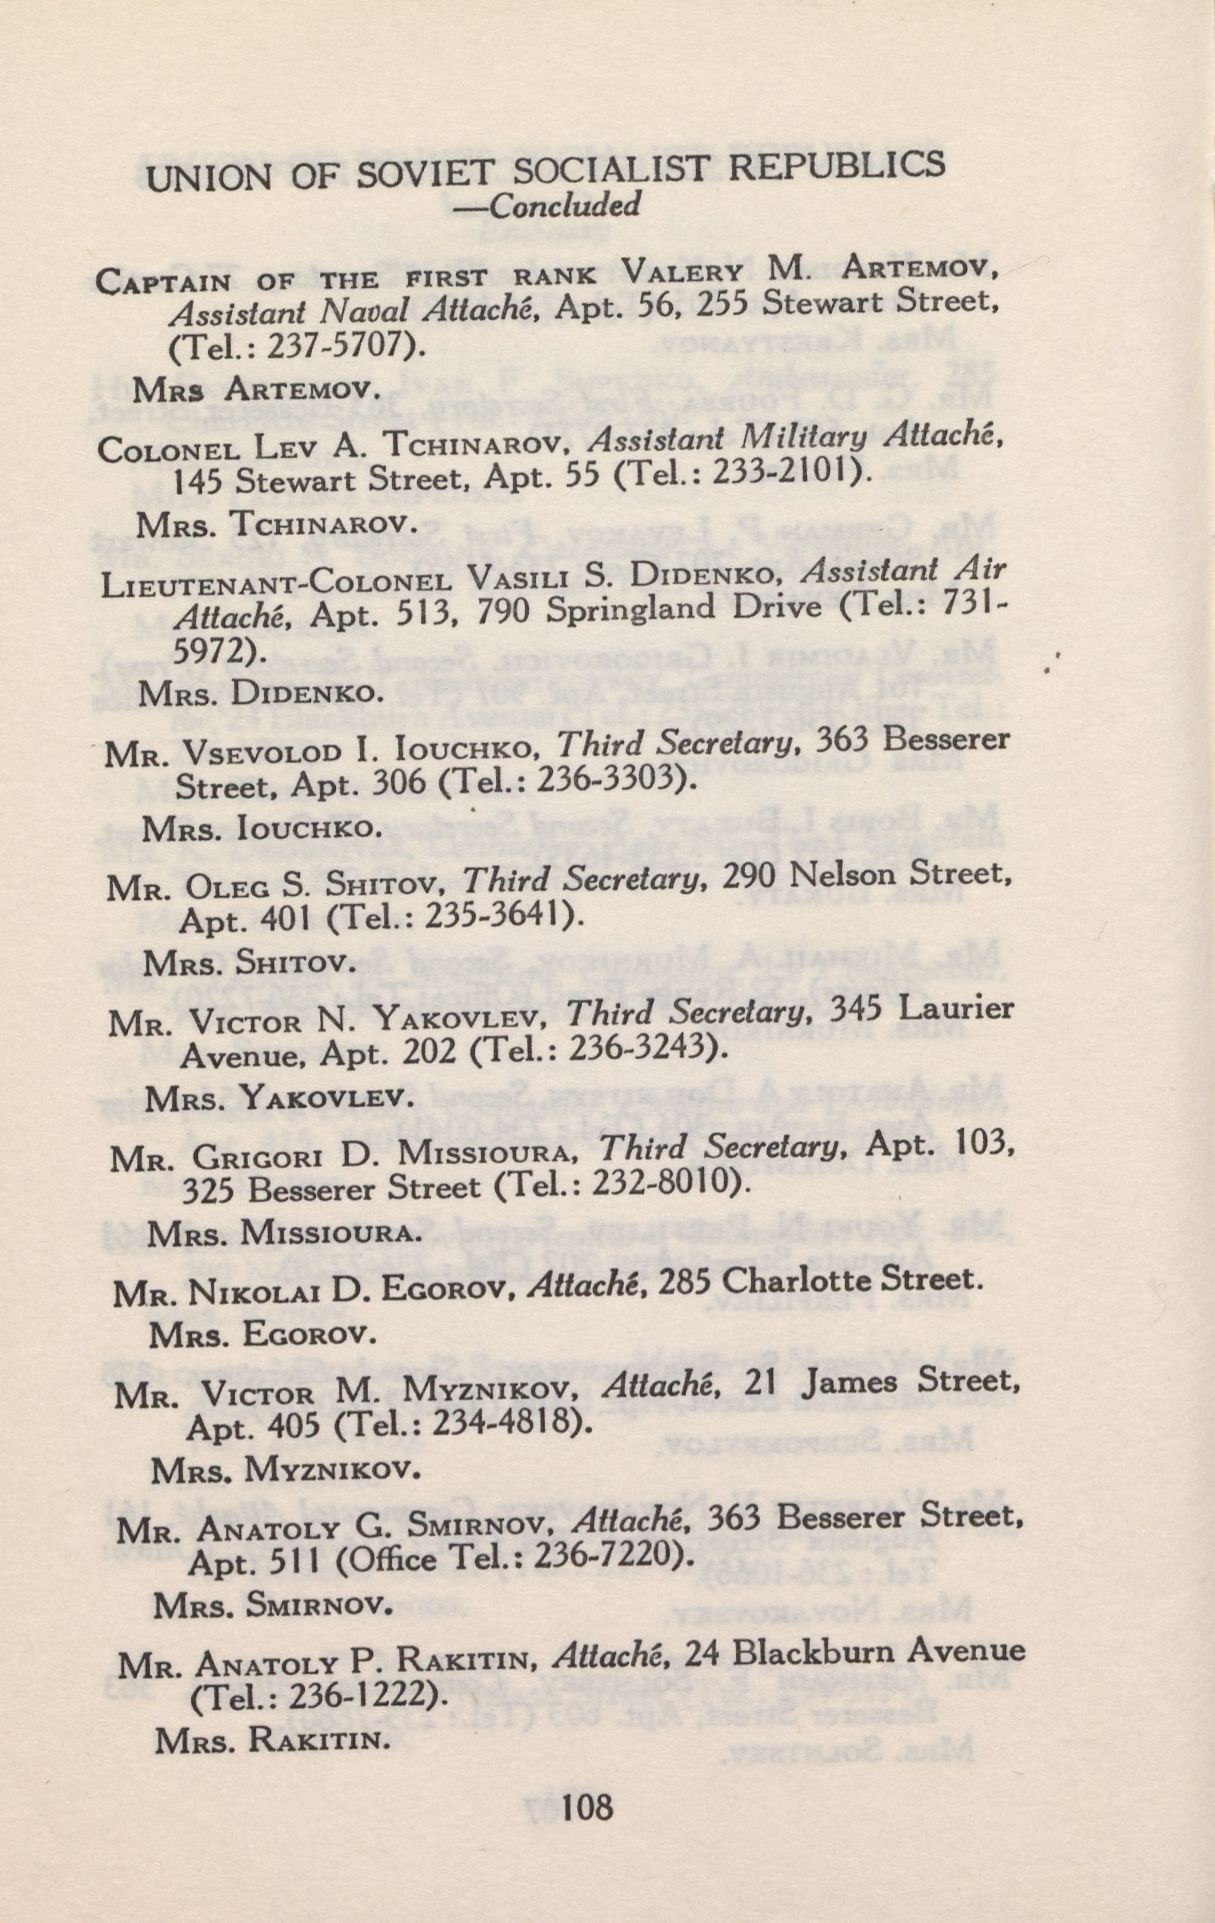 UNION OF SOVIET SOCIALIST REPUBLICS
—Concluded
CAPTAIN OF THE FIRST RANK VALERY M. ARTEMOV,
Assistant Naval Attaché, Apt. 56, 255 Stewart Street,
(Tel.: 237-5707).
MRS ARTEMOV.
COLONEL LEV A. TCHINAROV, Assistant Military Attaché,
145 Stewart Street, Apt. 55 (Tel.: 233-2101).
MRS. TCHINAROV.
LIEUTENANT-COLONEL VASILI S. DIDENKO, Assistant Air
Attaché, Apt. 513, 790 Springland Drive (Tel.: 731-
5972).
MRS. DIDENKO.
MR. VSEVOLOD I. IOUCHKO, Third Secretary, 363 Besserer
Street, Apt. 306 (Tel.: 236-3303).
MRS. IOUCHKO.
MR. OLEG S. SHITOV, Third Secretary, 290 Nelson Street,
Apt. 401 (Tel.: 235-3641).
MRS. SHITOV.
MR. VICTOR N. YAKOVLEV, Third Secretary, 345 Laurier
Avenue, Apt. 202 (Tel.: 236-3243).
MRS. YAKOVLEV.
MR. GRIGORI D. MISSIOURA, Third Secretary, Apt. 103,
325 Besserer Street (Tel.: 232-8010).
MRS. MISSIOURA.
MR. NIKOLAI D. EGOROV, Attaché, 285 Charlotte Street.
MRS. EGOROV.
MR. VICTOR M. MYZNIKOV, Attaché, 21 James Street,
Apt. 405 (Tel.: 234-4818).
MRS. MYZNIKOV.
MR. ANATOLY G. SMIRNOV, Attaché, 363 Besserer Street,
Apt. 511 (Office Tel.: 236-7220).
MRS. SMIRNOV.
MR. ANATOLY P. RAKITIN, Attaché, 24 Blackburn Avenue
(Tel.: 236-1222).
MRS. RAKITIN.
108